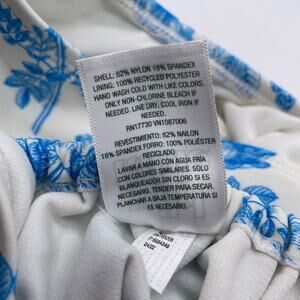 SHELL: 82% NYLON 18% SPANDEX
LINING: 100% RECYCLED POLYESTER
HAND WASH COLD WITH LIKE COLORS.
ONLY NON-CHLORINE BLEACH IF
NEEDED. LINE DRY. COOL IRON IF
NEEDED.
RN17730 VN1087006
REVESTIMIENTO: 82% NAILON
18% SPANDEX FORRO: 100% POLIÉSTER
RECICLADO
LAVAR A MANO CON AGUA FRÍA
CON COLORES SIMILARES. SÓLO
BLANQUEADOR SIN CLORO SI ES
NECESARIO. SECAR EN TENDEDERO.
PLANCHAR A BAJA TEMPERATURA SI
ES NECESARIO.